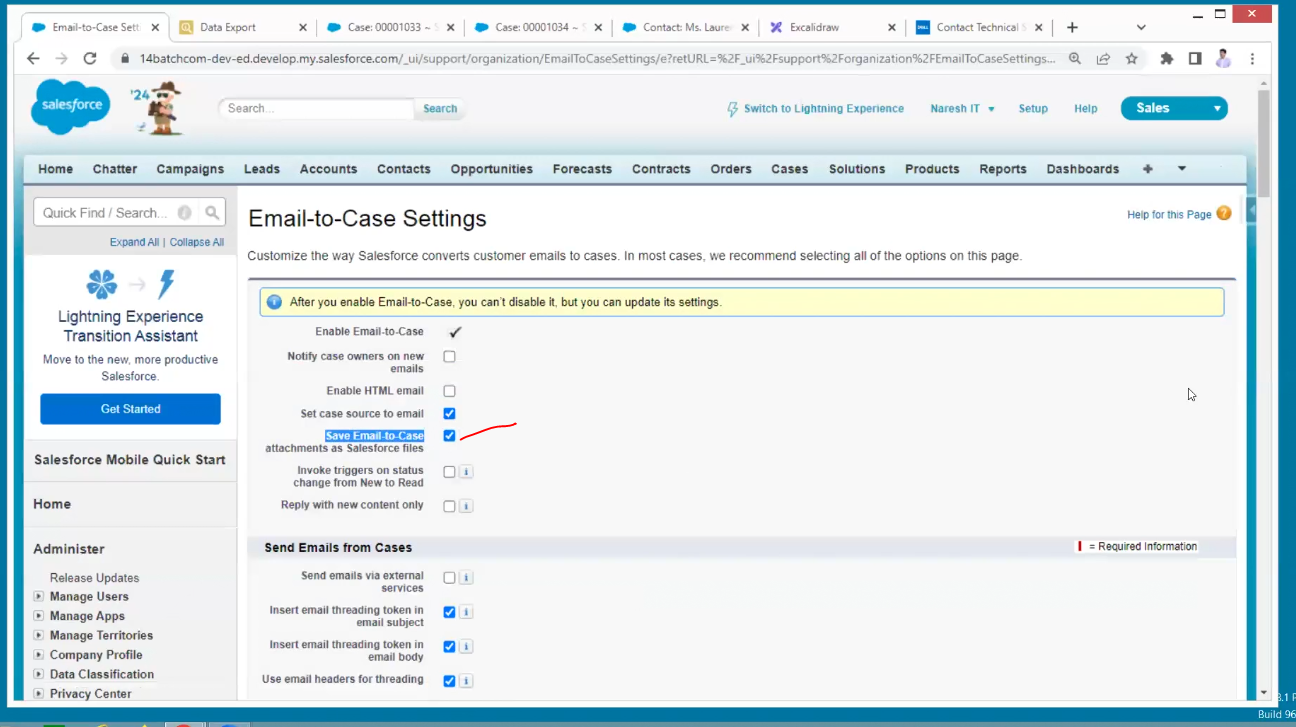 Email-to-Case Sett
Data Export
Case: 00001033 ~ S
Case: 00001034 ~ S
Contact: Ms. Lauren
Excalidraw
Contact Technical S
14batchcom-dev-ed.develop.my.salesforce.com/_ui/support/organization/EmailToCaseSettings/e?retURL=%2F_ui%2Fsupport%2Forganization%2FEmailToCaseSettings...
salesforce
'24
Search...
Search
Switch to Lightning Experience
Naresh IT
Setup
Help
Sales
Home
Chatter
Campaigns
Leads
Accounts
Contacts
Opportunities
Forecasts
Contracts
Orders
Cases
Solutions
Products
Reports
Dashboards
Quick Find / Search...
Expand All | Collapse All
Lightning Experience
Transition Assistant
Move to the new, more productive
Salesforce.
Get Started
Salesforce Mobile Quick Start
Home
Administer
Release Updates
Manage Users
Manage Apps
Manage Territories
Company Profile
Data Classification
Privacy Center
Email-to-Case Settings
Help for this Page
Customize the way Salesforce converts customer emails to cases. In most cases, we recommend selecting all of the options on this page.
After you enable Email-to-Case, you can't disable it, but you can update its settings.
Enable Email-to-Case
Notify case owners on new
emails
Enable HTML email
Set case source to email
Save Email-to-Case
attachments as Salesforce files
Invoke triggers on status
change from New to Read
Reply with new content only
Send Emails from Cases
= Required Information
Send emails via external
services
Insert email threading token in
email subject
Insert email threading token in
email body
Use email headers for threading
Build 96